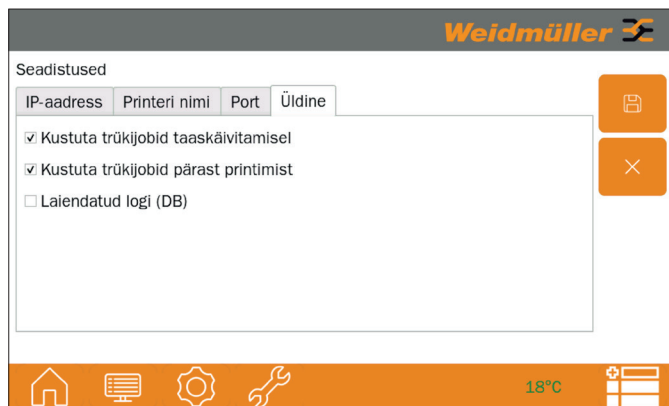 Weidmüller
Seadistused
IP-aadress Printeri nimi Port Üldine
Kustuta trükijobid taaskäivitamisel
Kustuta trükijobid pärast printimist
Laiendatud logi (DB)
18°C